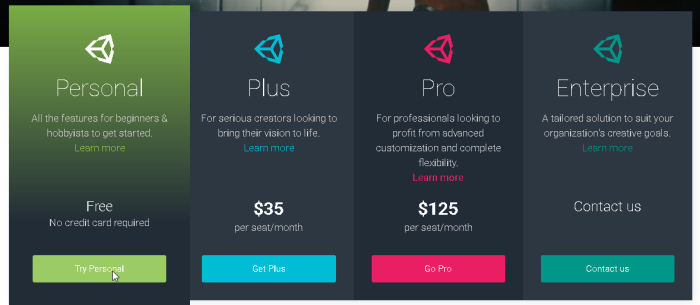 Personal
All the features for beginners &
hobbyists to get started.
Learn more
Free
No credit card required
Try Personal
Plus
For serious creators looking to
bring their vision to life.
Learn more
$35
per seat/month
Get Plus
Pro
For professionals looking to
profit from advanced
customization and complete
flexibility.
Learn more
$125
per seat/month
Go Pro
Enterprise
A tailored solution to suit your
organization's creative goals.
Learn more
Contact us
Contact us